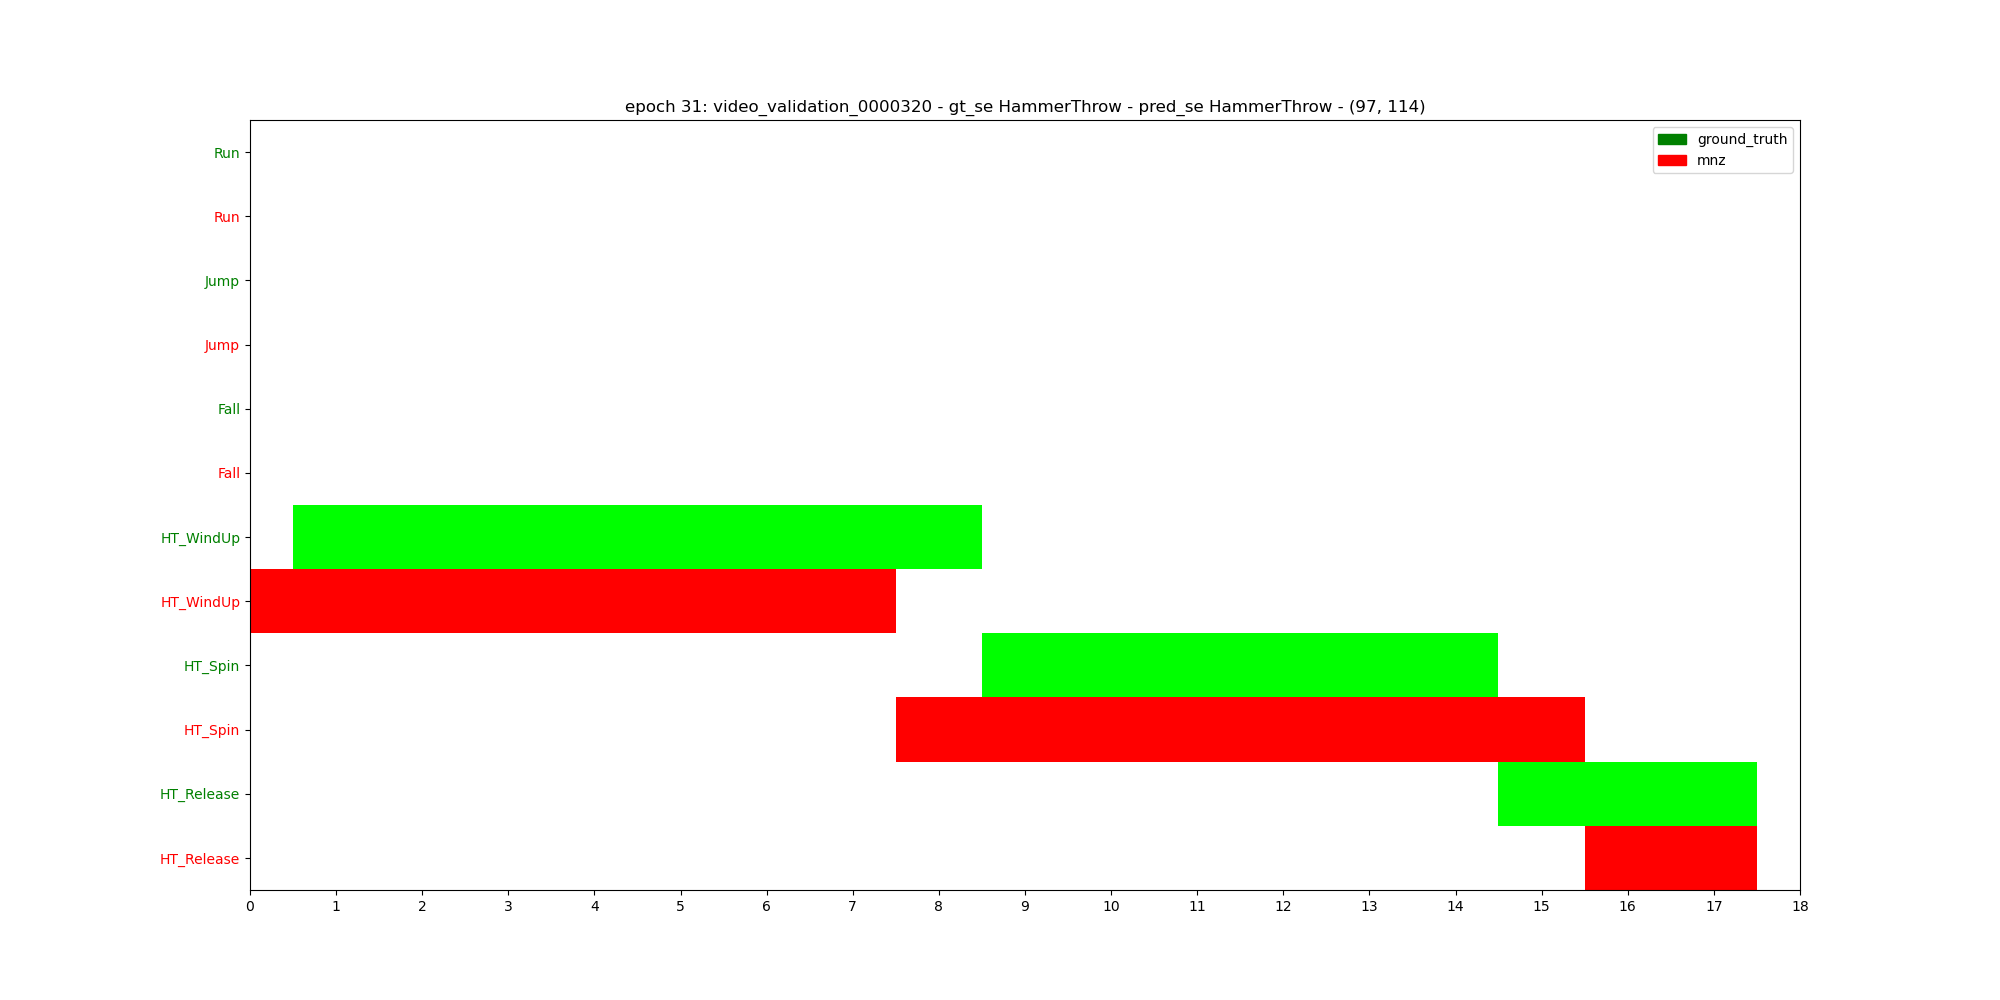 epoch 31: video_validation_0000320 - gt_se HammerThrow - pred_se HammerThrow - (97, 114)
ground_truth
mnz
Run
Run
Jump
Jump
Fall
Fall
HT_WindUp
HT_WindUp
HT_Spin
HT_Spin
HT_Release
HT_Release
0 1 2 3 4 5 6 7 8 9 10 11 12 13 14 15 16 17 18